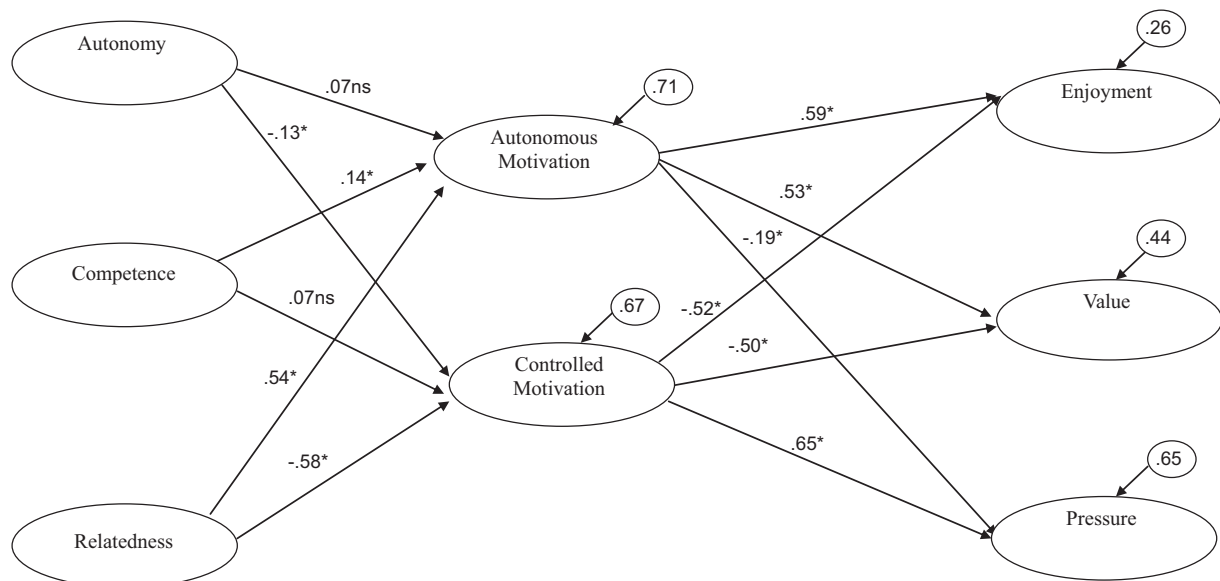 Autonomy
.07ns
-.13*
.14*
Competence
.07ns
.54*
-.58*
Relatedness
.71
Autonomous
Motivation
.67
Controlled
Motivation
.59*
.53*
-.19*
-.52*
-.50*
.65*
.26
Enjoyment
.44
Value
.65
Pressure